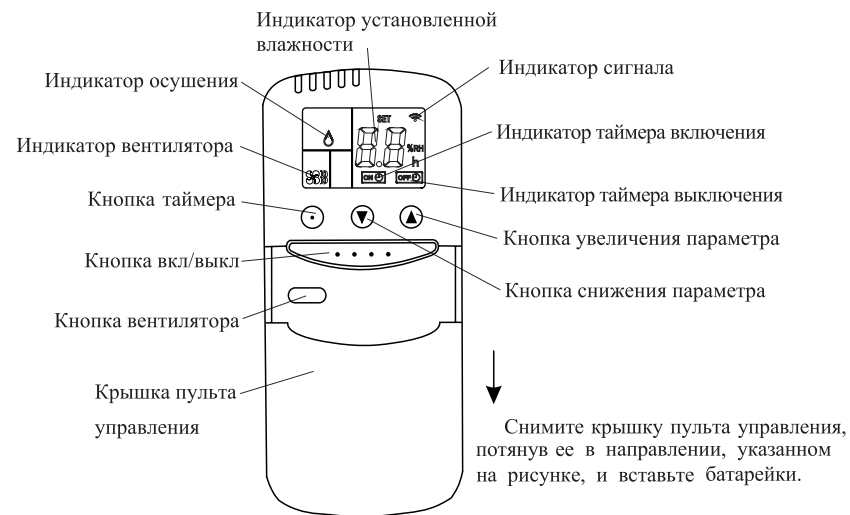 Индикатор установленной
влажности
Индикатор осушения
Индикатор сигнала
SET
%RH
h
ON
OFF
Индикатор вентилятора
Индикатор таймера включения
Кнопка таймера
Индикатор таймера выключения
Кнопка увеличения параметра
Кнопка вкл/выкл
Кнопка снижения параметра
Кнопка вентилятора
Крышка пульта
управления
Снимите крышку пульта управления,
потянув ее в направлении, указанном
на рисунке, и вставьте батарейки.